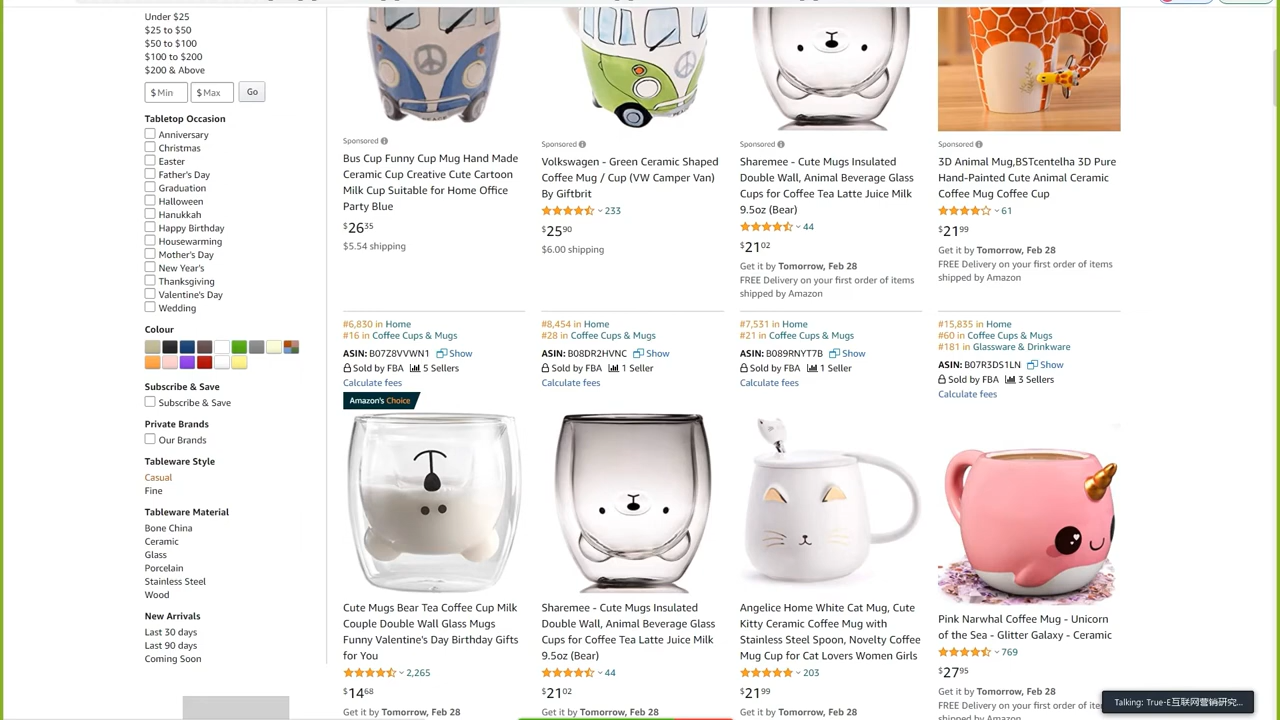 Under $25
$25 to $50
$50 to $100
$100 to $200
$200 & Above
$ Min
$ Max
Go
Tabletop Occasion
Anniversary
Christmas
Easter
Father's Day
Graduation
Halloween
Hanukkah
Happy Birthday
Housewarming
Mother's Day
New Year's
Thanksgiving
Valentine's Day
Wedding
Colour
Subscribe & Save
Subscribe & Save
Private Brands
Our Brands
Tableware Style
Casual
Fine
Tableware Material
Bone China
Ceramic
Glass
Porcelain
Stainless Steel
Wood
New Arrivals
Last 30 days
Last 90 days
Coming Soon
Sponsored
Bus Cup Funny Cup Mug Hand Made
Ceramic Cup Creative Cute Cartoon
Milk Cup Suitable for Home Office
Party Blue
$26 35
$5.54 shipping
Sponsored
Volkswagen - Green Ceramic Shaped
Coffee Mug / Cup (VW Camper Van)
By Giftbrit
233
$25 90
$6.00 shipping
Sponsored
Sharemee - Cute Mugs Insulated
Double Wall, Animal Beverage Glass
Cups for Coffee Tea Latte Juice Milk
9.5oz (Bear)
44
$21 02
Get it by Tomorrow, Feb 28
FREE Delivery on your first order of items
shipped by Amazon
Sponsored
3D Animal Mug,BSTcentelha 3D Pure
Hand-Painted Cute Animal Ceramic
Coffee Mug Coffee Cup
61
$21 99
Get it by Tomorrow, Feb 28
FREE Delivery on your first order of items
shipped by Amazon
#6,830 in Home
#16 in Coffee Cups & Mugs
ASIN: B07Z8VVWN1 Show
Sold by FBA 5 Sellers
Calculate fees
Amazon's Choice
Cute Mugs Bear Tea Coffee Cup Milk
Couple Double Wall Glass Mugs
Funny Valentine's Day Birthday Gifts
for You
2,265
$14 68
Get it by Tomorrow, Feb 28
#8,454 in Home
#28 in Coffee Cups & Mugs
ASIN: B08DR2HVNC Show
Sold by FBA 1 Seller
Calculate fees
Sharemee - Cute Mugs Insulated
Double Wall, Animal Beverage Glass
Cups for Coffee Tea Latte Juice Milk
9.5oz (Bear)
44
$21 02
Get it by Tomorrow, Feb 28
#7,531 in Home
#21 in Coffee Cups & Mugs
ASIN: B089RNYT7B Show
Sold by FBA 1 Seller
Calculate fees
Angelice Home White Cat Mug, Cute
Kitty Ceramic Coffee Mug with
Stainless Steel Spoon, Novelty Coffee
Mug Cup for Cat Lovers Women Girls
203
$21 99
Get it by Tomorrow, Feb 28
#15,835 in Home
#60 in Coffee Cups & Mugs
#181 in Glassware & Drinkware
ASIN: B07R3DS1LN Show
Sold by FBA 3 Sellers
Calculate fees
Pink Narwhal Coffee Mug - Unicorn
of the Sea - Glitter Galaxy - Ceramic
769
$27 95
Get it by Tomorrow, Feb 28
FREE Delivery on your first order of ite
shipped by Amazon
Talking: True-E互联网营销研究...